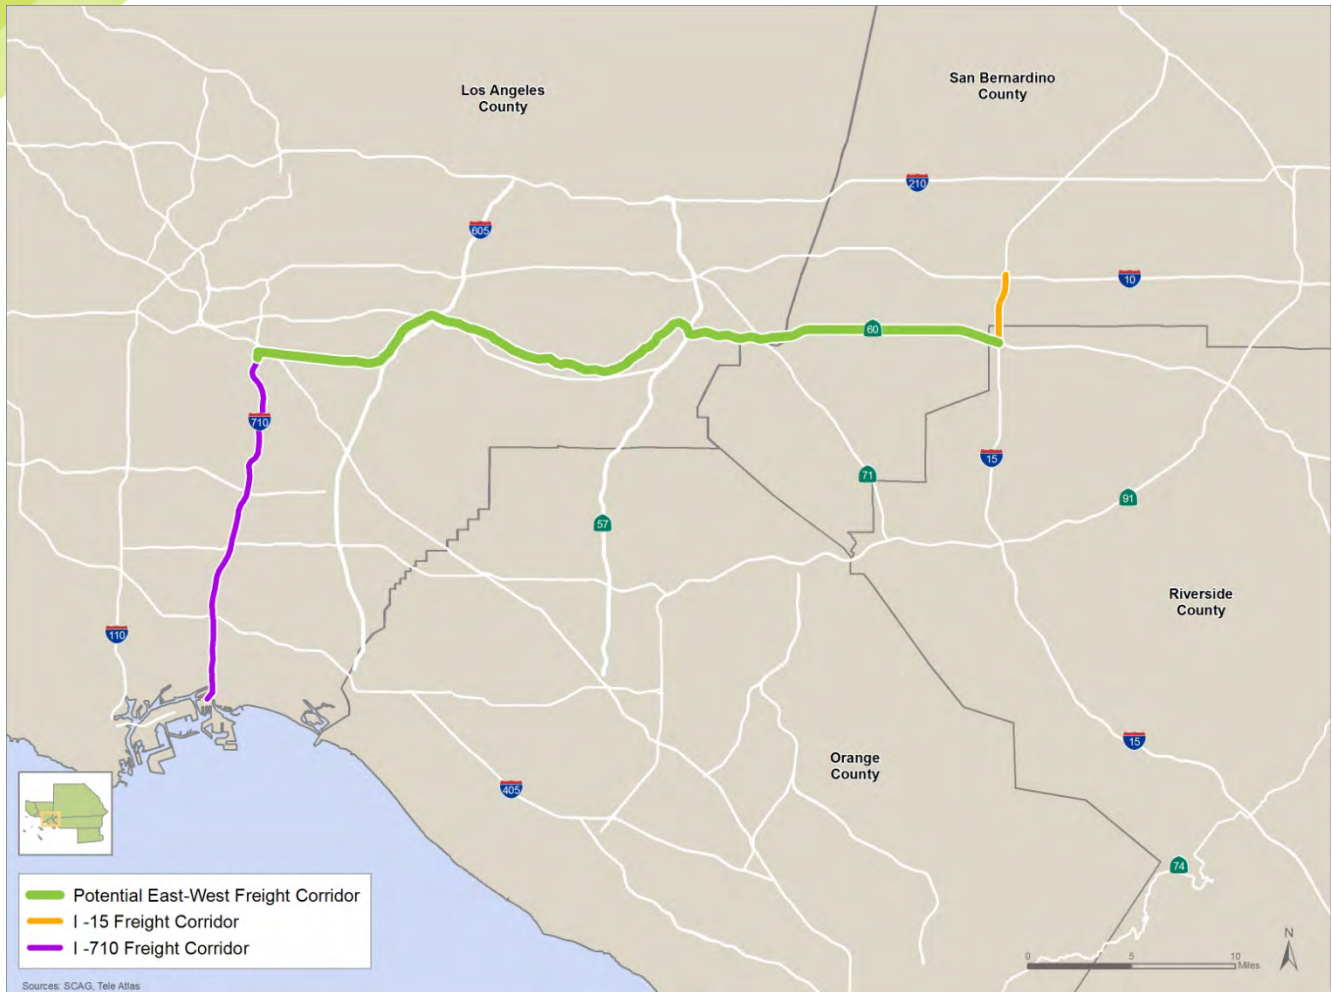 Los Angeles
County
San Bernardino
County
210
605
10
60
710
15
71
91
57
Riverside
County
110
15
Orange
County
405
74
Potential East-West Freight Corridor
I -15 Freight Corridor
I -710 Freight Corridor
N
0 5 10
Miles
Sources: SCAG, Tele Atlas